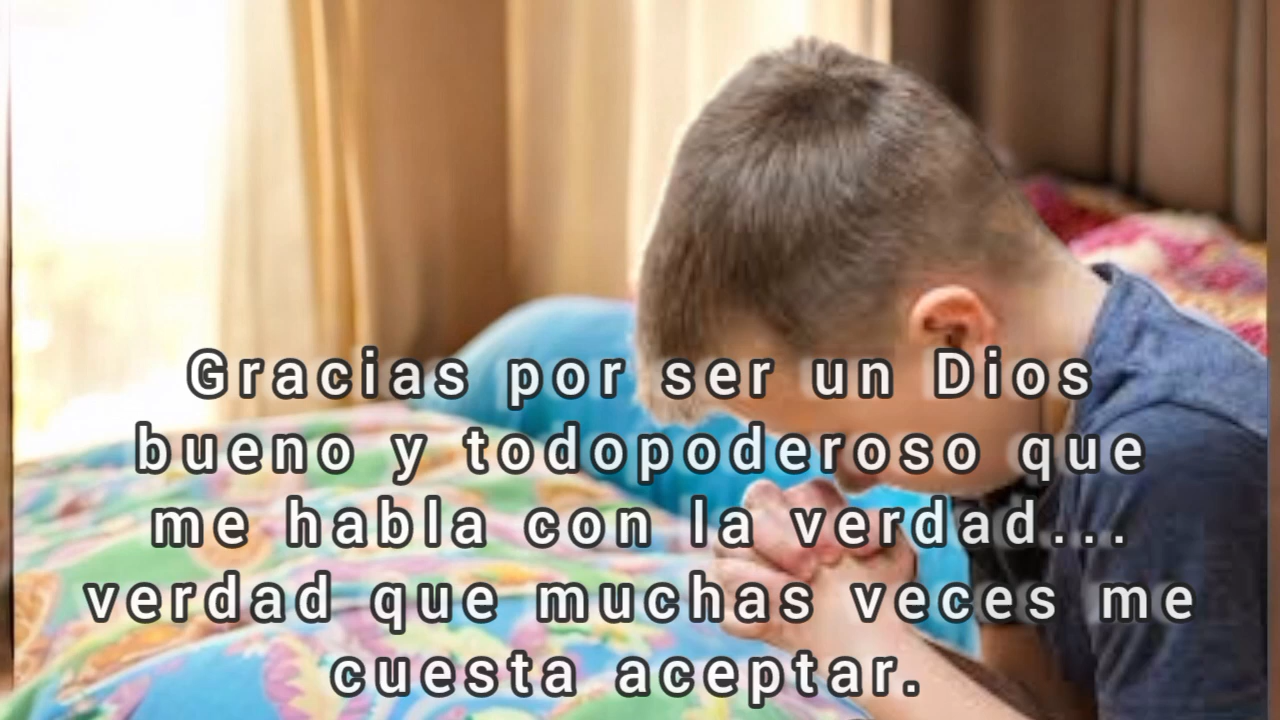 Gracias por ser un Dios
bueno y todopoderoso que
me habla con la verdad...
verdad que muchas veces me
cuesta aceptar.